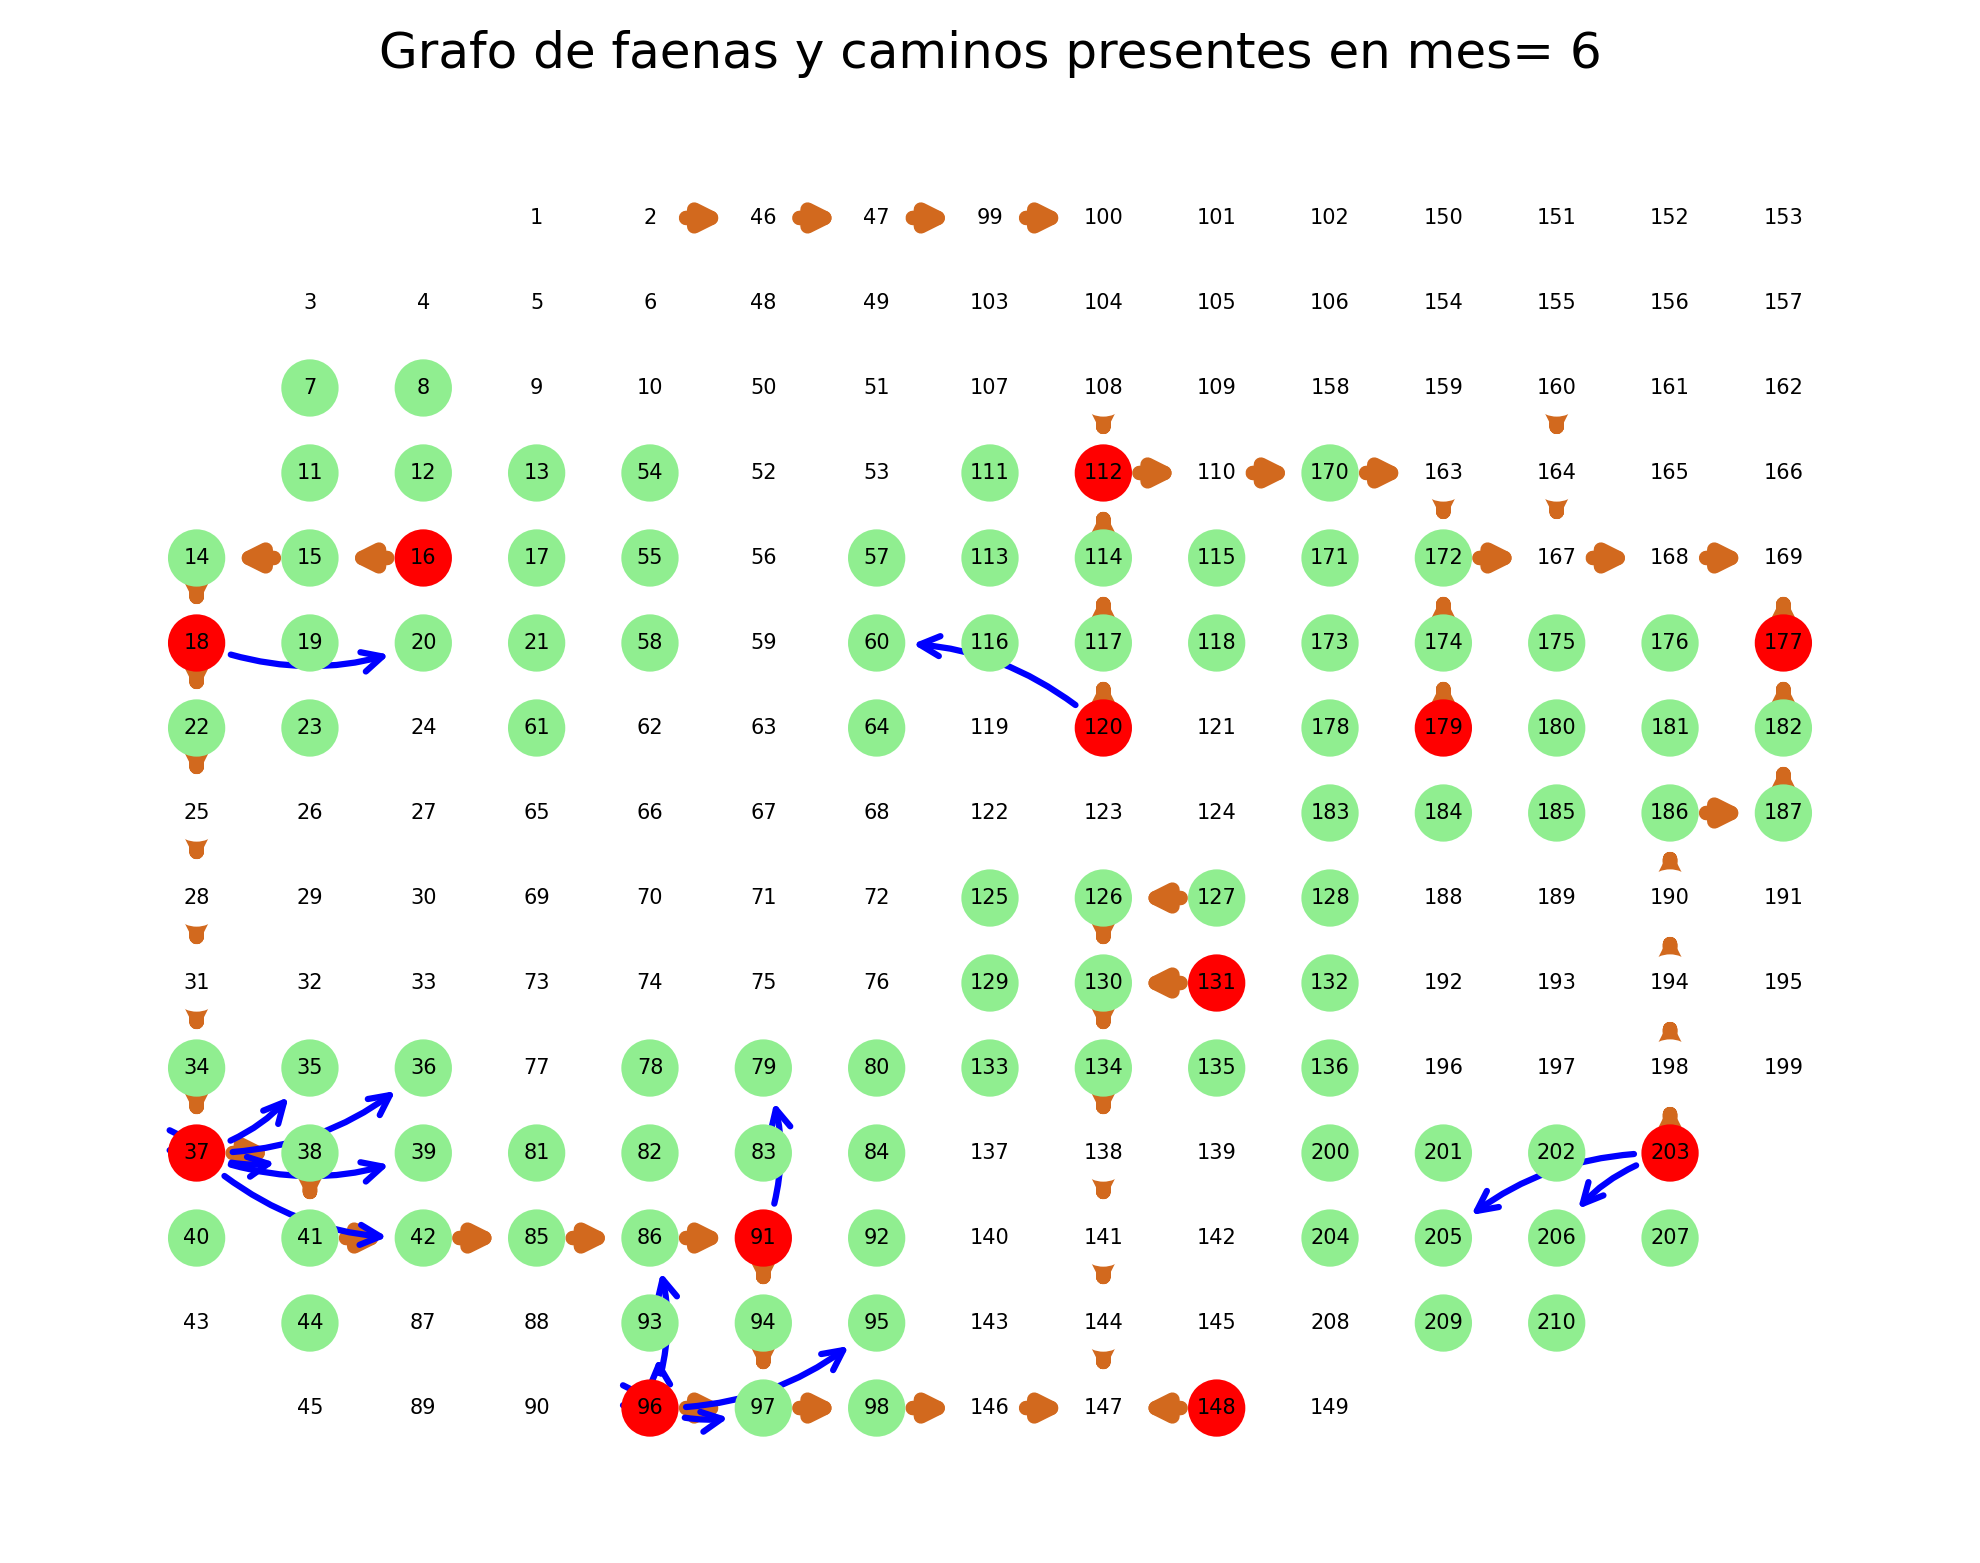 Grafo de faenas y caminos presentes en mes= 6
1 2 46 47 99 100 101 102 150 151 152 153
3 4 5 6 48 49 103 104 105 106 154 155 156 157
7 8 9 10 50 51 107 108 109 158 159 160 161 162
11 12 13 54 52 53 111 112 110 170 163 164 165 166
14 15 16 17 55 56 57 113 114 115 171 172 167 168 169
18 19 20 21 58 59 60 116 117 118 173 174 175 176 177
22 23 24 61 62 63 64 119 120 121 178 179 180 181 182
25 26 27 65 66 67 68 122 123 124 183 184 185 186 187
28 29 30 69 70 71 72 125 126 127 128 188 189 190 191
31 32 33 73 74 75 76 129 130 131 132 192 193 194 195
34 35 36 77 78 79 80 133 134 135 136 196 197 198 199
37 38 39 81 82 83 84 137 138 139 200 201 202 203
40 41 42 85 86 91 92 140 141 142 204 205 206 207
43 44 87 88 93 94 95 143 144 145 208 209 210
45 89 90 96 97 98 146 147 148 149